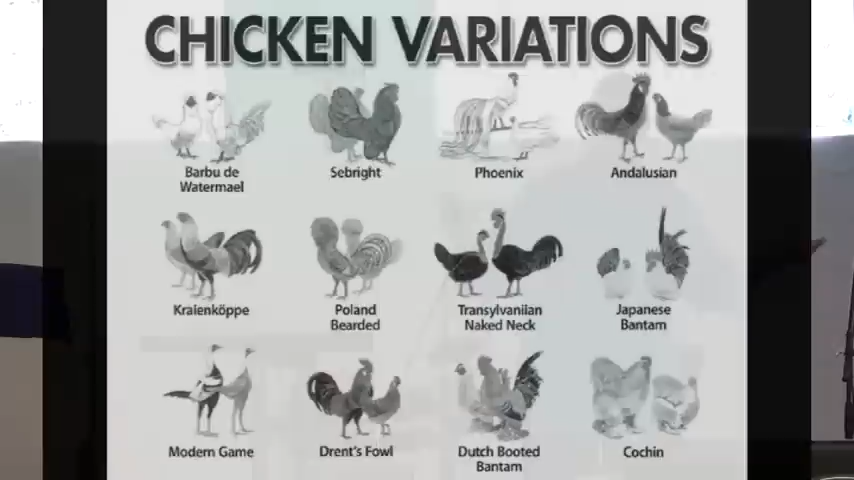 CHICKEN VARIATIONS
Barbu de
Watermael
Sebright
Phoenix
Andalusian
Kraienköppe
Poland
Bearded
Transylvaniian
Naked Neck
Japanese
Bantam
Modern Game
Drent's Fowl
Dutch Booted
Bantam
Cochin